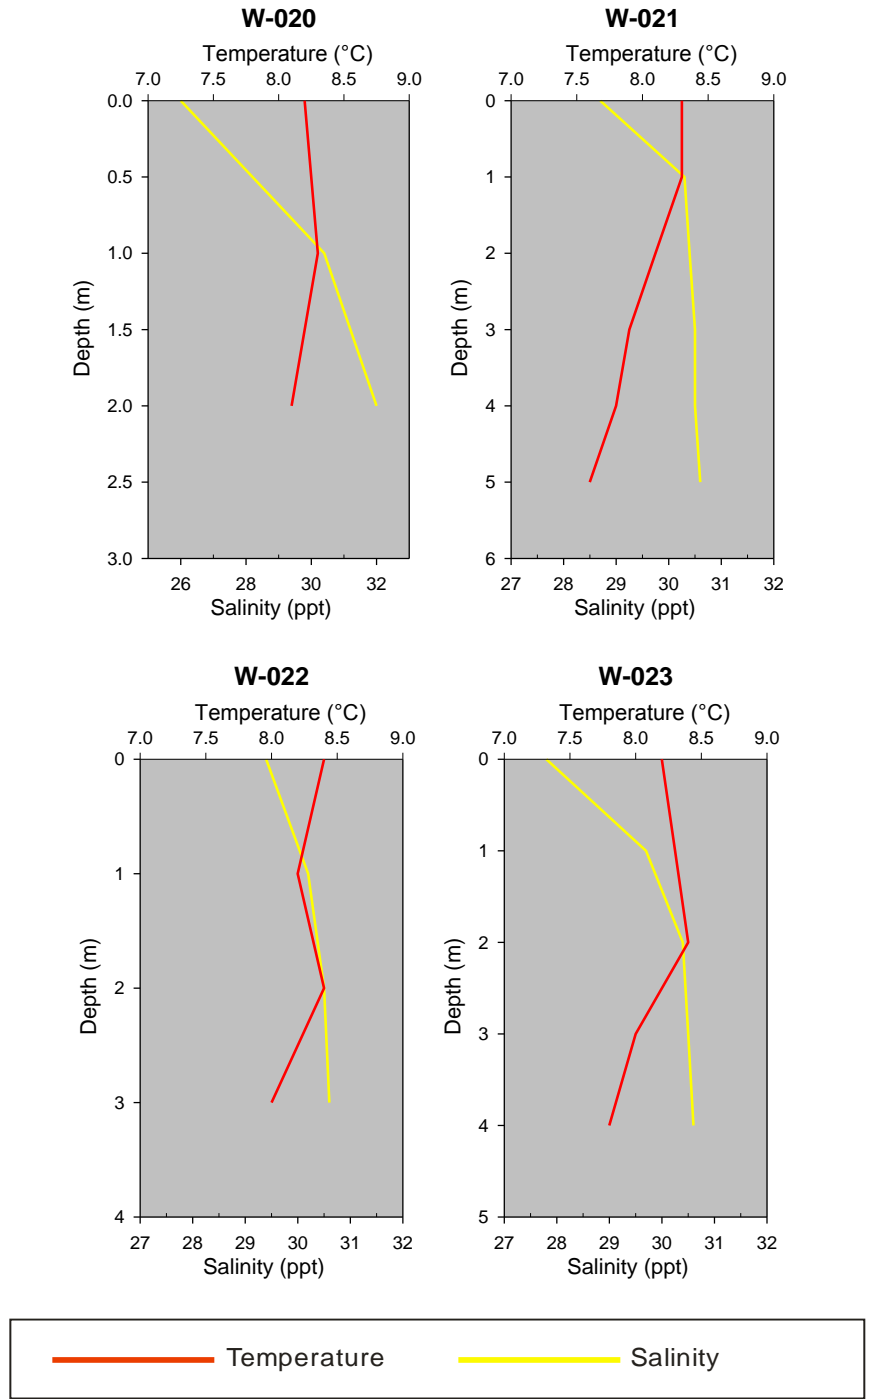 W-020
Temperature (°C)
7.0 7.5 8.0 8.5 9.0
0.0
0.5
1.0
1.5
2.0
2.5
3.0
Depth (m)
26 28 30 32
Salinity (ppt)
W-021
Temperature (°C)
7.0 7.5 8.0 8.5 9.0
0
1
2
3
4
5
6
Depth (m)
27 28 29 30 31 32
Salinity (ppt)
W-022
Temperature (°C)
7.0 7.5 8.0 8.5 9.0
0
1
2
3
4
Depth (m)
27 28 29 30 31 32
Salinity (ppt)
W-023
Temperature (°C)
7.0 7.5 8.0 8.5 9.0
0
1
2
3
4
5
Depth (m)
27 28 29 30 31 32
Salinity (ppt)
Temperature
Salinity